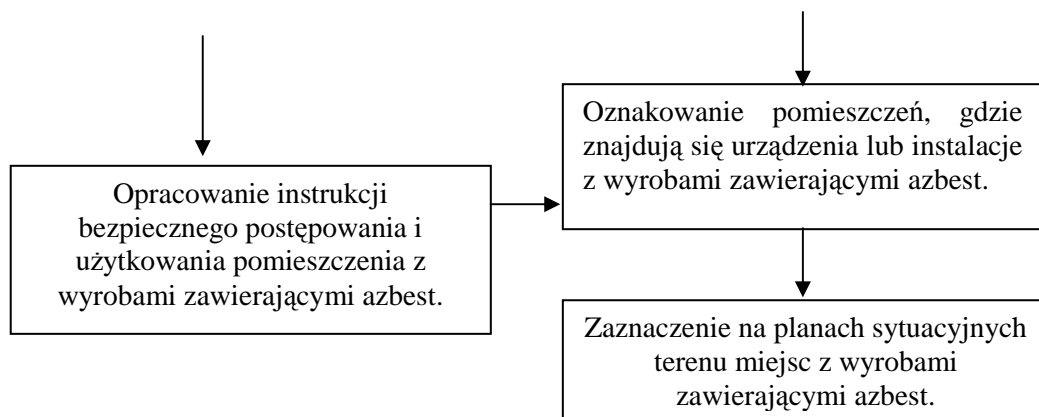 Opracowanie instrukcji
bezpiecznego postępowania i
użytkowania pomieszczenia z
wyrobami zawierającymi azbest.
Oznakowanie pomieszczeń, gdzie
znajdują się urządzenia lub instalacje
z wyrobami zawierającymi azbest.
Zaznaczenie na planach sytuacyjnych
terenu miejsc z wyrobami
zawierającymi azbest.